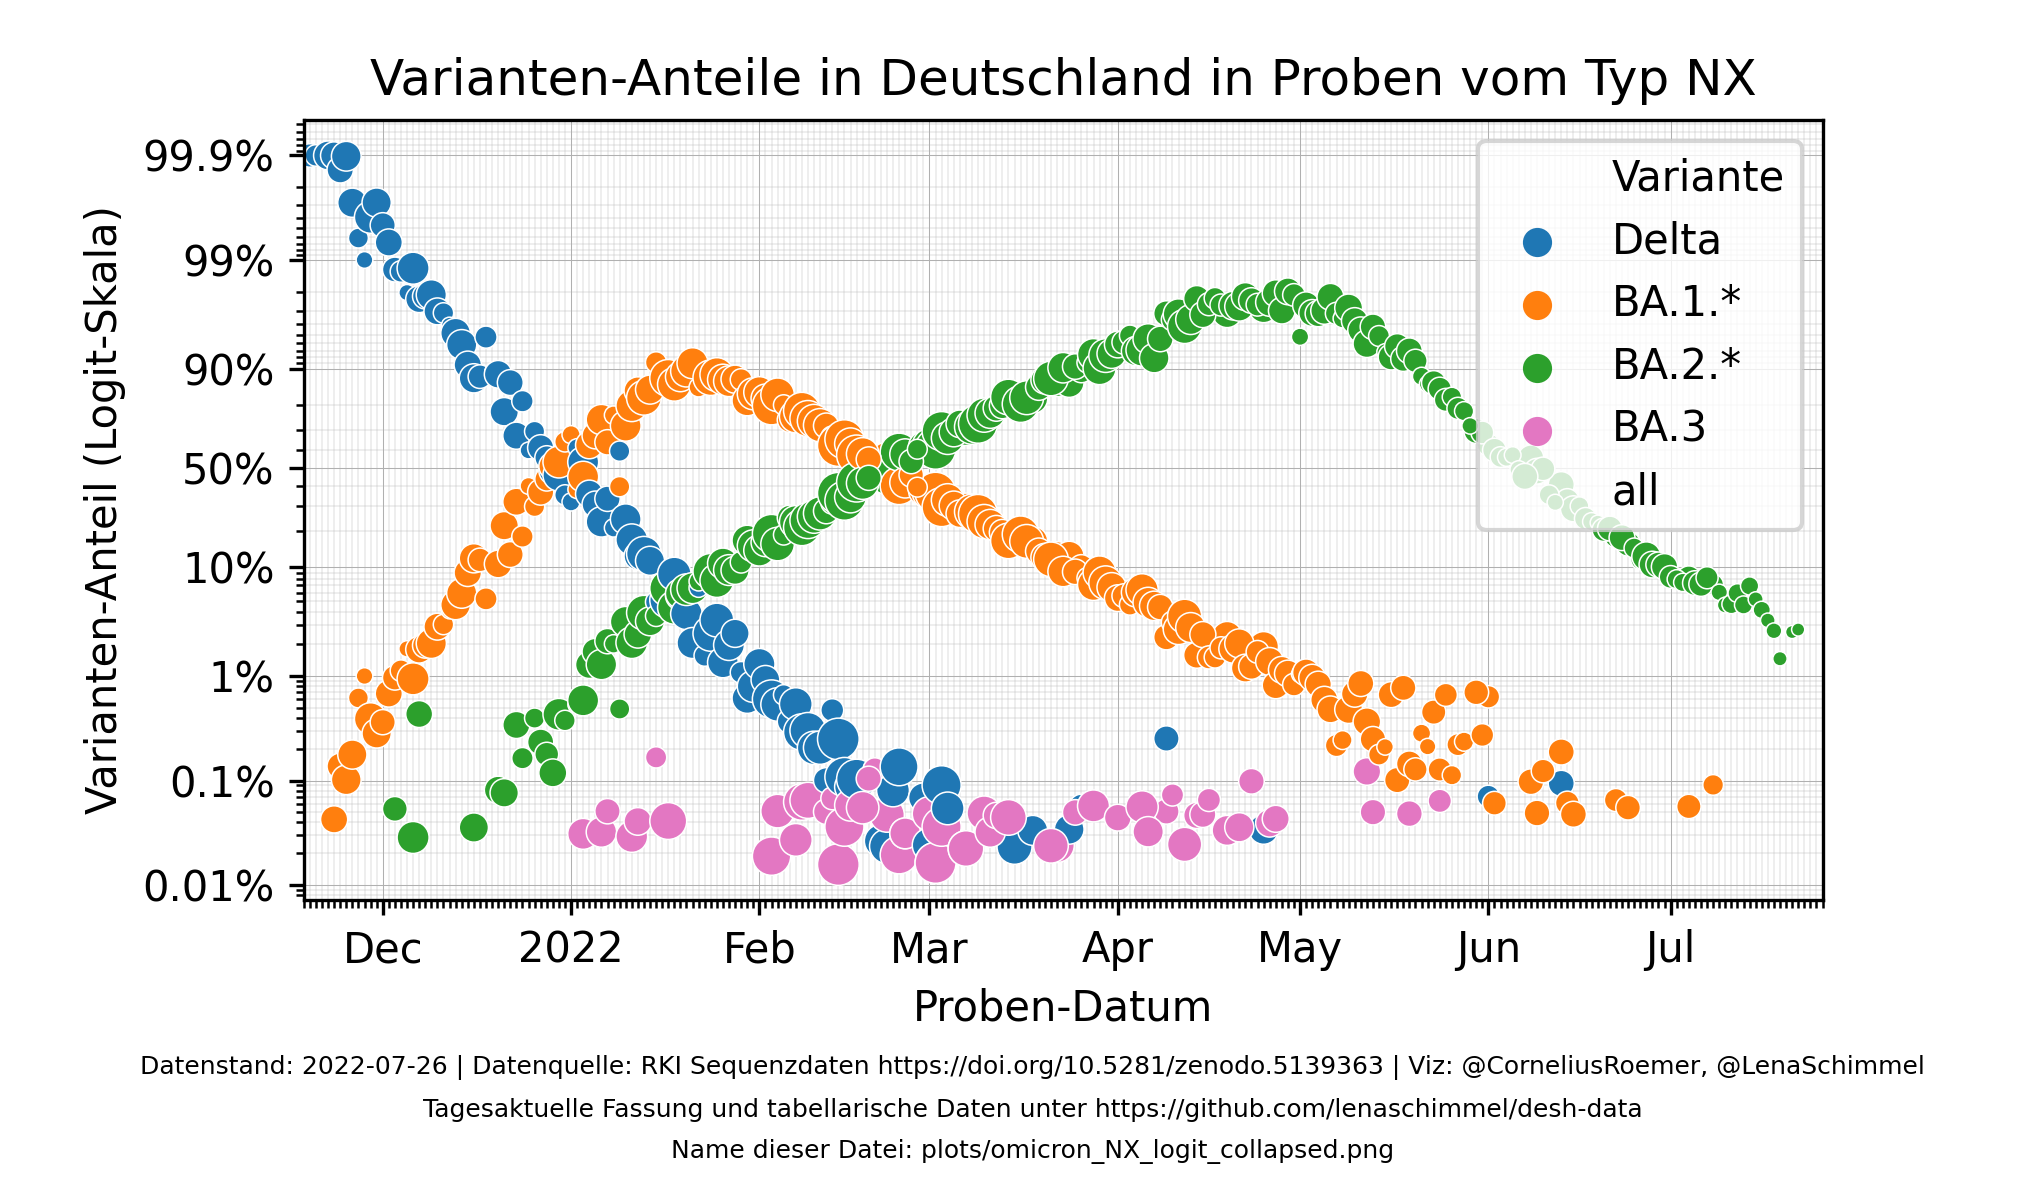 Varianten-Anteile in Deutschland in Proben vom Typ NX
Varianten-Anteil (Logit-Skala)
99.9%
99%
90%
50%
10%
1%
0.1%
0.01%
Variante
Delta
BA.1.*
BA.2.*
BA.3
all
Dec 2022 Feb Mar Apr May Jun Jul
Proben-Datum
Datenstand: 2022-07-26 | Datenquelle: RKI Sequenzdaten https://doi.org/10.5281/zenodo.5139363 | Viz: @CorneliusRoemer, @LenaSchimmel
Tagesaktuelle Fassung und tabellarische Daten unter https://github.com/lenaschimmel/desh-data
Name dieser Datei: plots/omicron_NX_logit_collapsed.png